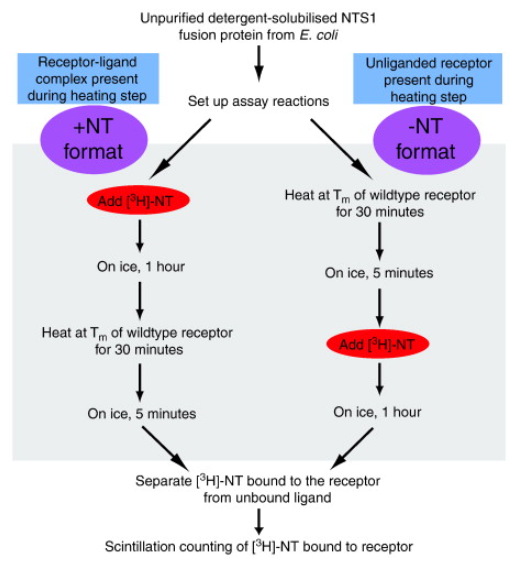 Unpurified detergent-solubilised NTS1
fusion protein from E. coli
Receptor-ligand
complex present
during heating step
Unliganded receptor
present during
heating step
Set up assay reactions
+NT
format
-NT
format
Add [³H]-NT
On ice, 1 hour
Heat at Tₘ of wildtype receptor
for 30 minutes
On ice, 5 minutes
Heat at Tₘ of wildtype receptor
for 30 minutes
On ice, 5 minutes
Add [³H]-NT
On ice, 1 hour
Separate [³H]-NT bound to the receptor
from unbound ligand
Scintillation counting of [³H]-NT bound to receptor